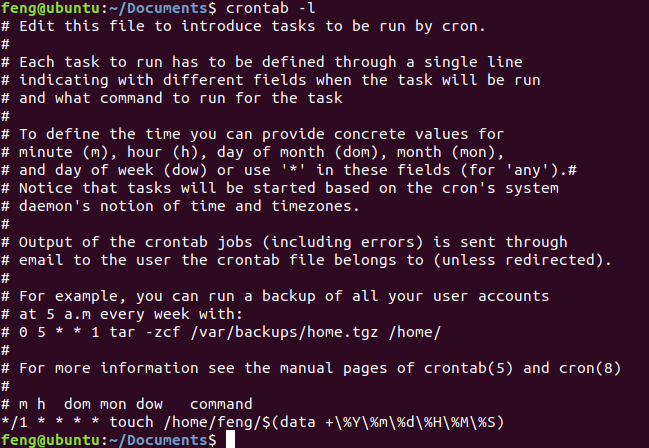 feng@ubuntu:~/Documents$ crontab -l
# Edit this file to introduce tasks to be run by cron.
#
# Each task to run has to be defined through a single line
# indicating with different fields when the task will be run
# and what command to run for the task
#
# To define the time you can provide concrete values for
# minute (m), hour (h), day of month (dom), month (mon),
# and day of week (dow) or use '*' in these fields (for 'any').#
# Notice that tasks will be started based on the cron's system
# daemon's notion of time and timezones.
#
# Output of the crontab jobs (including errors) is sent through
# email to the user the crontab file belongs to (unless redirected).
#
# For example, you can run a backup of all your user accounts
# at 5 a.m every week with:
# 0 5 * * 1 tar -zcf /var/backups/home.tgz /home/
#
# For more information see the manual pages of crontab(5) and cron(8)
#
# m h  dom mon dow   command
*/1 * * * * touch /home/feng/$(data +\%Y\%m\%d\%H\%M\%S)
feng@ubuntu:~/Documents$